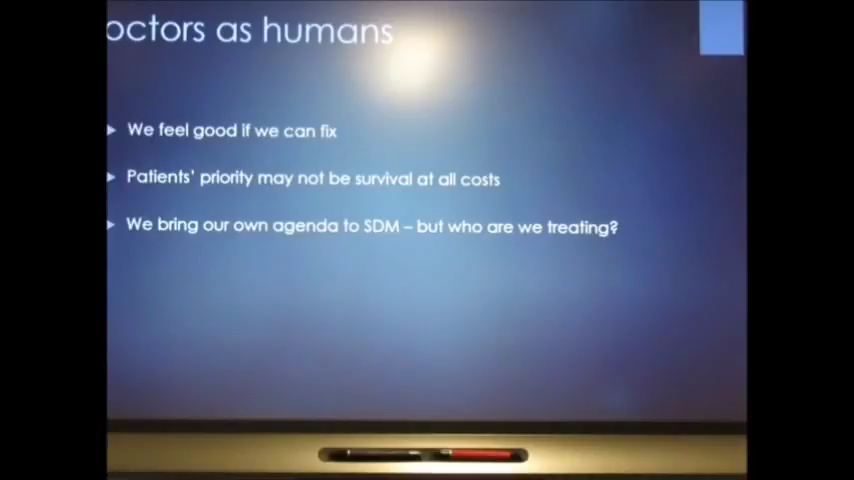 octors as humans
We feel good if we can fix
Patients' priority may not be survival at all costs
We bring our own agenda to SDM – but who are we treating?